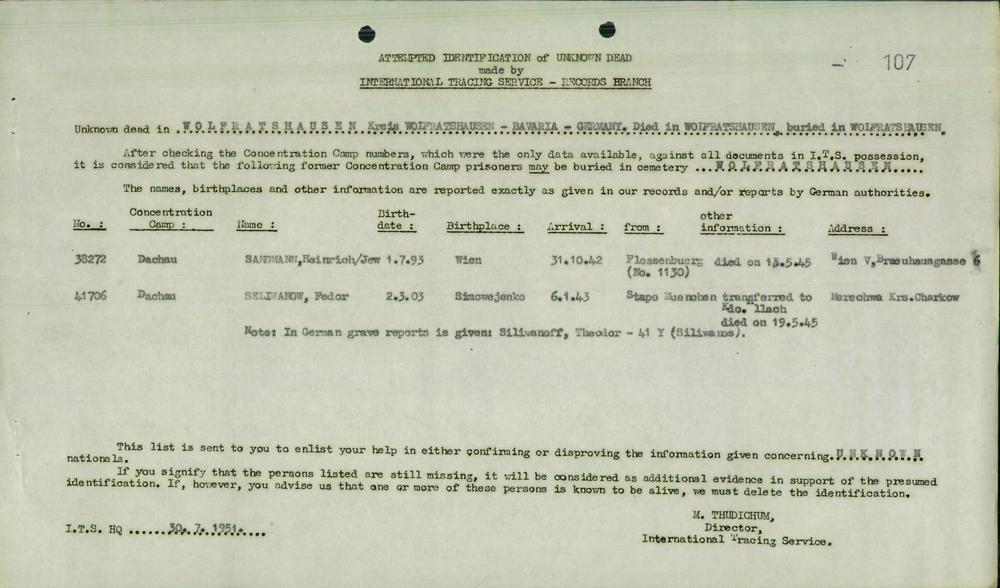 ATTEMPTED IDENTIFICATION of UNKNOWN DEAD
made by
INTERNATIONAL TRACING SERVICE - RECORDS BRANCH
- 107
Unknown dead in .W.O.L.F.R.A.T.S.H.A.U.S.E.N. Kreis WOLFRATSHAUSEN - BAVARIA - GERMANY. Died in WOLFRATSHAUSEN, buried in WOLFRATSHAUSEN.
After checking the Concentration Camp numbers, which were the only data available, against all documents in I.T.S. possession,
it is considered that the following former Concentration Camp prisoners may be buried in cemetery ...W.O.L.F.R.A.T.S.H.A.U.S.E.N.....
The names, birthplaces and other information are reported exactly as given in our records and/or reports by German authorities.
No. : Concentration Camp : Name : Birth-date : Birthplace : Arrival : from : other information : Address :
38272 Dachau SANDMANN,Heinrich/Jew 1.7.93 Wien 31.10.42 Flossenbuerg died on 13.5.45 Wien V,Braeuhausgasse 6
(No. 1130)
41706 Dachau SELIWANOW, Fedor 2.3.03 Simowejenko 6.1.43 Stapo Muenchen transferred to Merechwa Krs.Charkow
Kdo. llach
died on 19.5.45
Note: In German grave reports is given: Siliwanoff, Theodor - 41 Y (Siliwanos).
This list is sent to you to enlist your help in either confirming or disproving the information given concerning.U.N.K.N.O.W.N
nationals.
If you signify that the persons listed are still missing, it will be considered as additional evidence in support of the presumed
identification. If, however, you advise us that one or more of these persons is known to be alive, we must delete the identification.
M. THUDICHUM,
Director,
International Tracing Service.
I.T.S. HQ ......30. 7. 1951......